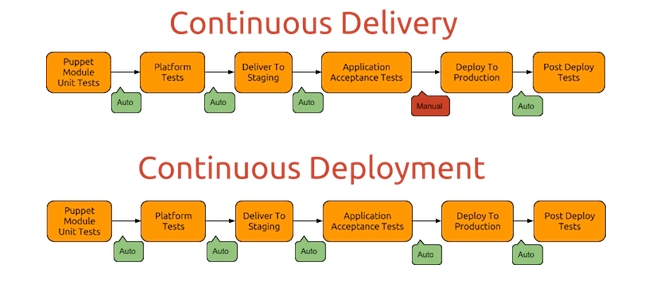 Continuous Delivery
Puppet
Module
Unit Tests
Platform
Tests
Deliver To
Staging
Application
Acceptance Tests
Deploy To
Production
Post Deploy
Tests
Auto
Auto
Auto
Manual
Auto
Continuous Deployment
Puppet
Module
Unit Tests
Platform
Tests
Deliver To
Staging
Application
Acceptance Tests
Deploy To
Production
Post Deploy
Tests
Auto
Auto
Auto
Auto
Auto